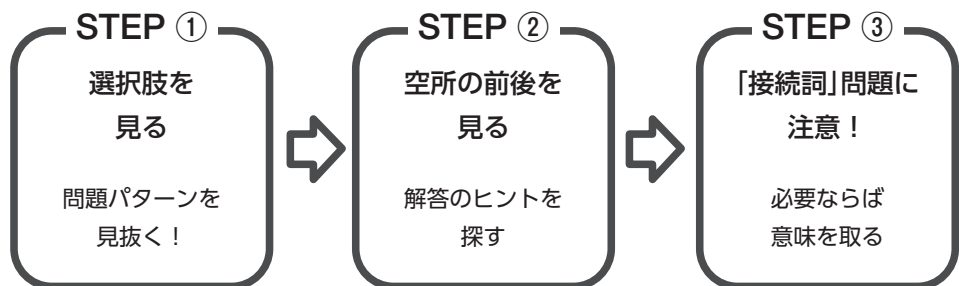 STEP ①
選択肢を
見る
問題パターンを
見抜く！
STEP ②
空所の前後を
見る
解答のヒントを
探す
STEP ③
「接続詞」問題に
注意！
必要ならば
意味を取る